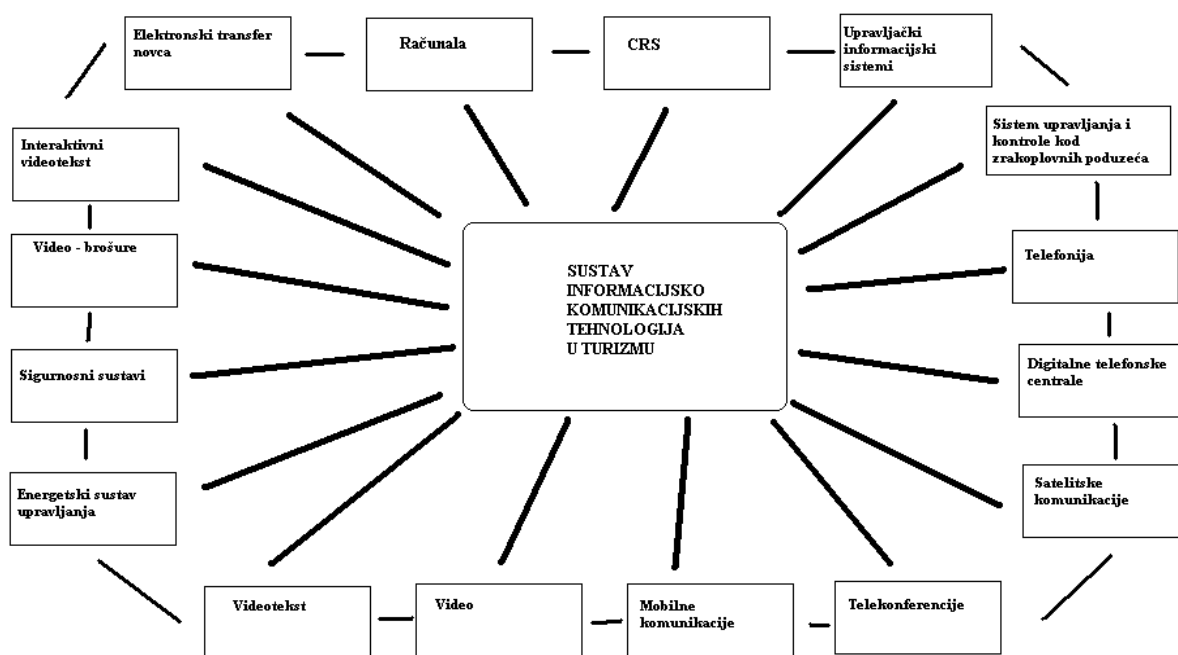 Elektronski transfer
novca
Računala
CRS
Upravljački
informacijski
sistemi
Sistem upravljanja i
kontrole kod
zrakoplovnih poduzeća
Interaktivni
videotekst
Video - brošure
Telefonija
SUSTAV
INFORMACIJSKO
KOMUNIKACIJSKIH
TEHNOLOGIJA
U TURIZMU
Sigurnosni sustavi
Digitalne telefonske
centrale
Energetski sustav
upravljanja
Satelitske
komunikacije
Videotekst
Video
Mobilne
komunikacije
Telekonferencije